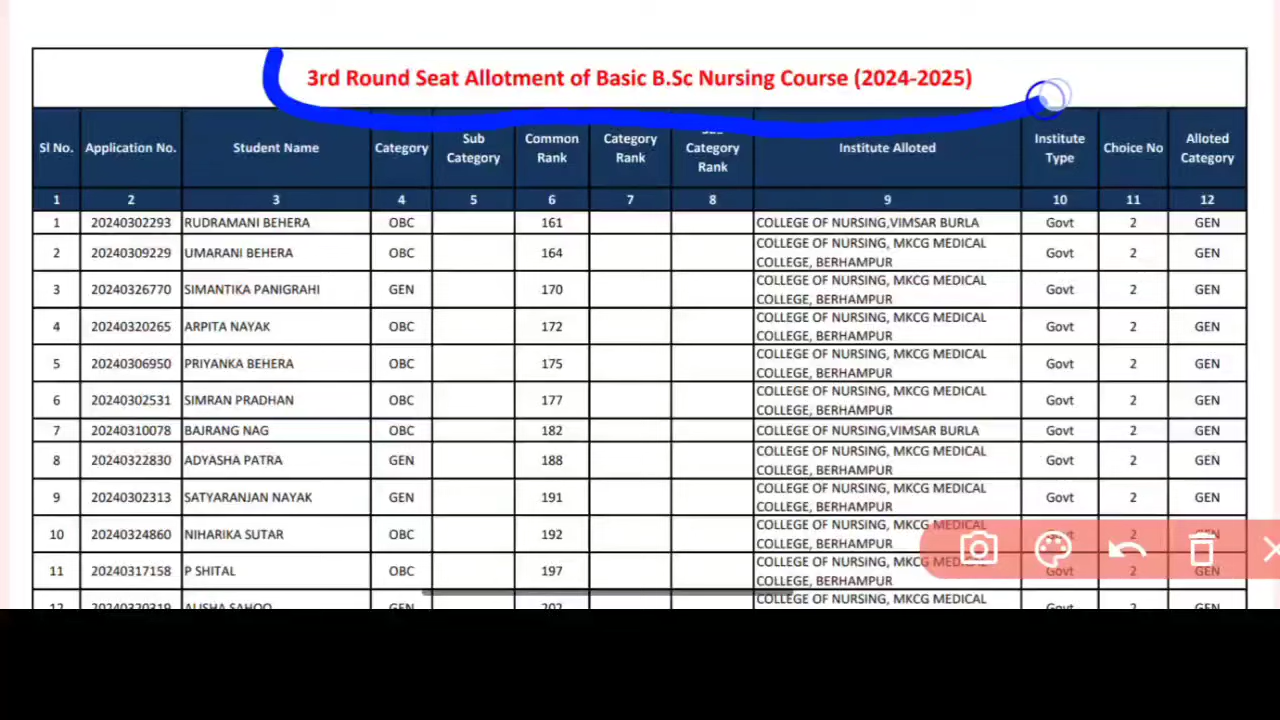 3rd Round Seat Allotment of Basic B.Sc Nursing Course (2024-2025)
Sl No. Application No. Student Name Category Sub Category Common Rank Category Rank Category Rank Institute Alloted Institute Type Choice No Alloted Category
1 2 3 4 5 6 7 8 9 10 11 12
1 20240302293 RUDRAMANI BEHERA OBC 161 COLLEGE OF NURSING,VIMSAR BURLA Govt 2 GEN
2 20240309229 UMARANI BEHERA OBC 164 COLLEGE OF NURSING, MKCG MEDICAL COLLEGE, BERHAMPUR Govt 2 GEN
3 20240326770 SIMANTIKA PANIGRAHI GEN 170 COLLEGE OF NURSING, MKCG MEDICAL COLLEGE, BERHAMPUR Govt 2 GEN
4 20240320265 ARPITA NAYAK OBC 172 COLLEGE OF NURSING, MKCG MEDICAL COLLEGE, BERHAMPUR Govt 2 GEN
5 20240306950 PRIYANKA BEHERA OBC 175 COLLEGE OF NURSING, MKCG MEDICAL COLLEGE, BERHAMPUR Govt 2 GEN
6 20240302531 SIMRAN PRADHAN OBC 177 COLLEGE OF NURSING, MKCG MEDICAL COLLEGE, BERHAMPUR Govt 2 GEN
7 20240310078 BAJRANG NAG OBC 182 COLLEGE OF NURSING,VIMSAR BURLA Govt 2 GEN
8 20240322830 ADYASHA PATRA GEN 188 COLLEGE OF NURSING, MKCG MEDICAL COLLEGE, BERHAMPUR Govt 2 GEN
9 20240302313 SATYARANJAN NAYAK GEN 191 COLLEGE OF NURSING, MKCG MEDICAL COLLEGE, BERHAMPUR Govt 2 GEN
10 20240324860 NIHARIKA SUTAR OBC 192 COLLEGE OF NURSING, MKCG MEDICAL COLLEGE, BERHAMPUR
11 20240317158 P SHITAL OBC 197 COLLEGE OF NURSING, MKCG MEDICAL COLLEGE, BERHAMPUR Govt 2 GEN
COLLEGE OF NURSING, MKCG MEDICAL